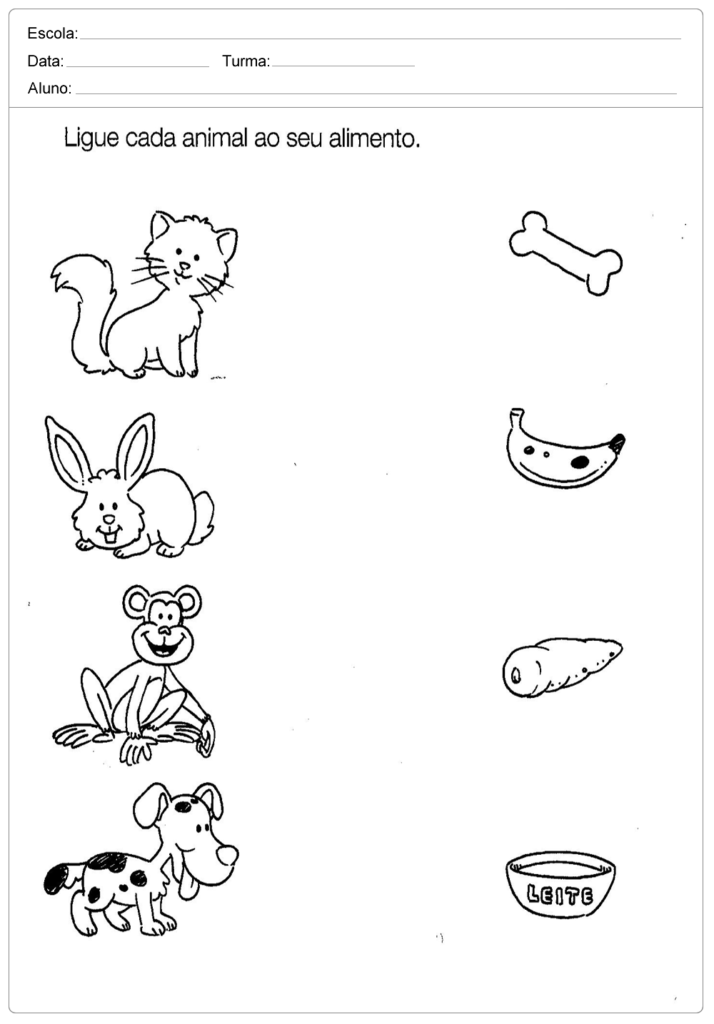 Escola:
Data: Turma:
Aluno:
Ligue cada animal ao seu alimento.
LEITE